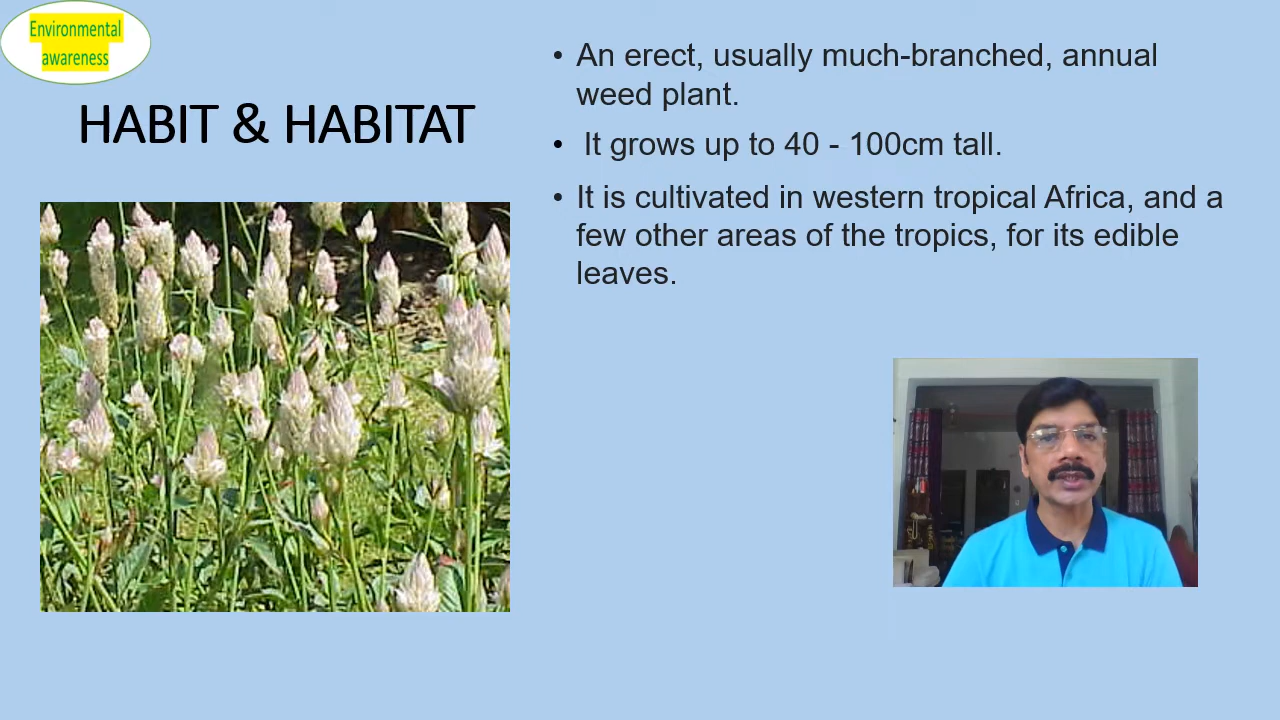 Environmental
awareness
HABIT & HABITAT
• An erect, usually much-branched, annual
weed plant.
• It grows up to 40 - 100cm tall.
• It is cultivated in western tropical Africa, and a
few other areas of the tropics, for its edible
leaves.